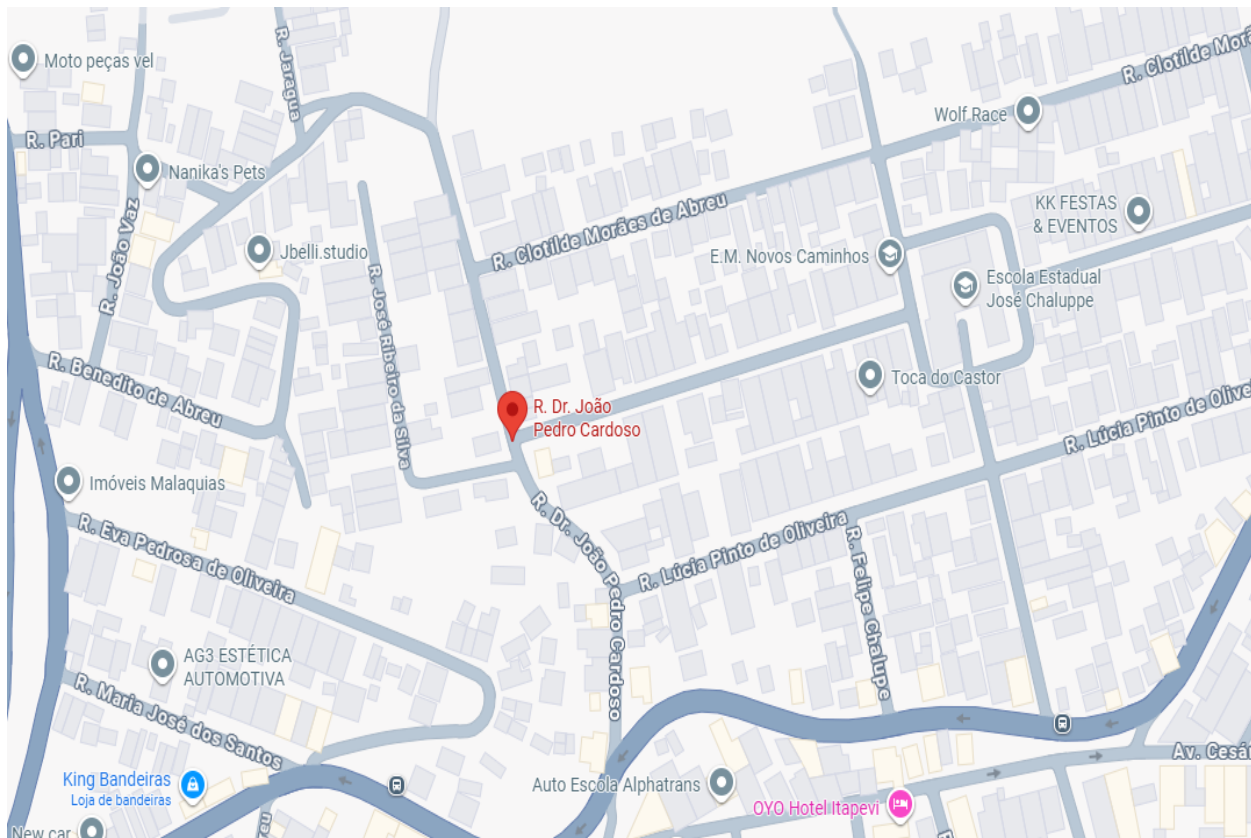 R. Jaragua
Moto peças vel
R. Clotilde Morã
Wolf Race
R. Pari
Nanika's Pets
R. João Vaz
KK FESTAS
& EVENTOS
R. Clotilde Morães de Abreu
Jbelli.studio
E.M. Novos Caminhos
Escola Estadual
José Chaluppe
R. José Ribeiro da Silva
R. Benedito de Abreu
Toca do Castor
R. Dr. João
Pedro Cardoso
R. Lúcia Pinto de Olive
Imóveis Malaquias
R. Eva Pedrosa de Oliveira
R. Dr. João Pedro Cardoso
R. Lúcia Pinto de Oliveira
R. Felipe Chalupe
AG3 ESTÉTICA
AUTOMOTIVA
R. Maria José dos Santos
Av. Cesár
King Bandeiras
Loja de bandeiras
Auto Escola Alphatrans
OYO Hotel Itapevi
New car
reu